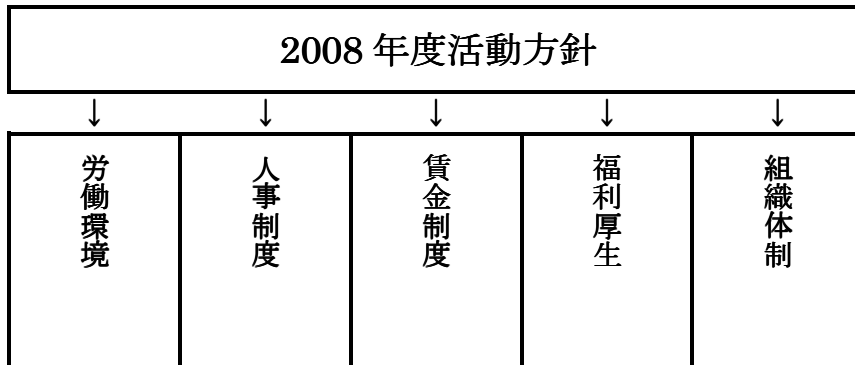 2008年度活動方針
↓ ↓ ↓ ↓ ↓
労働環境
人事制度
賃金制度
福利厚生
組織体制